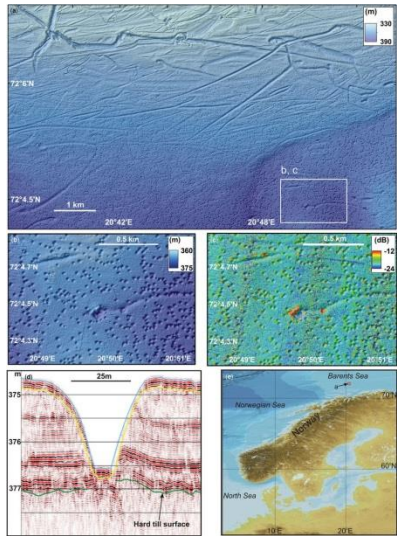 (a)
(m)
330
390
72°6'N
72°4.5'N
b, c
1 km
20°42'E
20°48'E
(b)
0.5 km
(m)
360
375
72°4.7'N
72°4.5'N
72°4.3'N
20°49'E
20°50'E
20°51'E
(c)
0.5 km
(dB)
-12
-24
72°4.7'N
72°4.5'N
72°4.3'N
20°49'E
20°50'E
20°51'E
m
(d)
25m
375
376
377
Hard till surface
(e)
Barents Sea
a
70°N
Norwegian Sea
Norway
60°N
North Sea
10°E
20°E